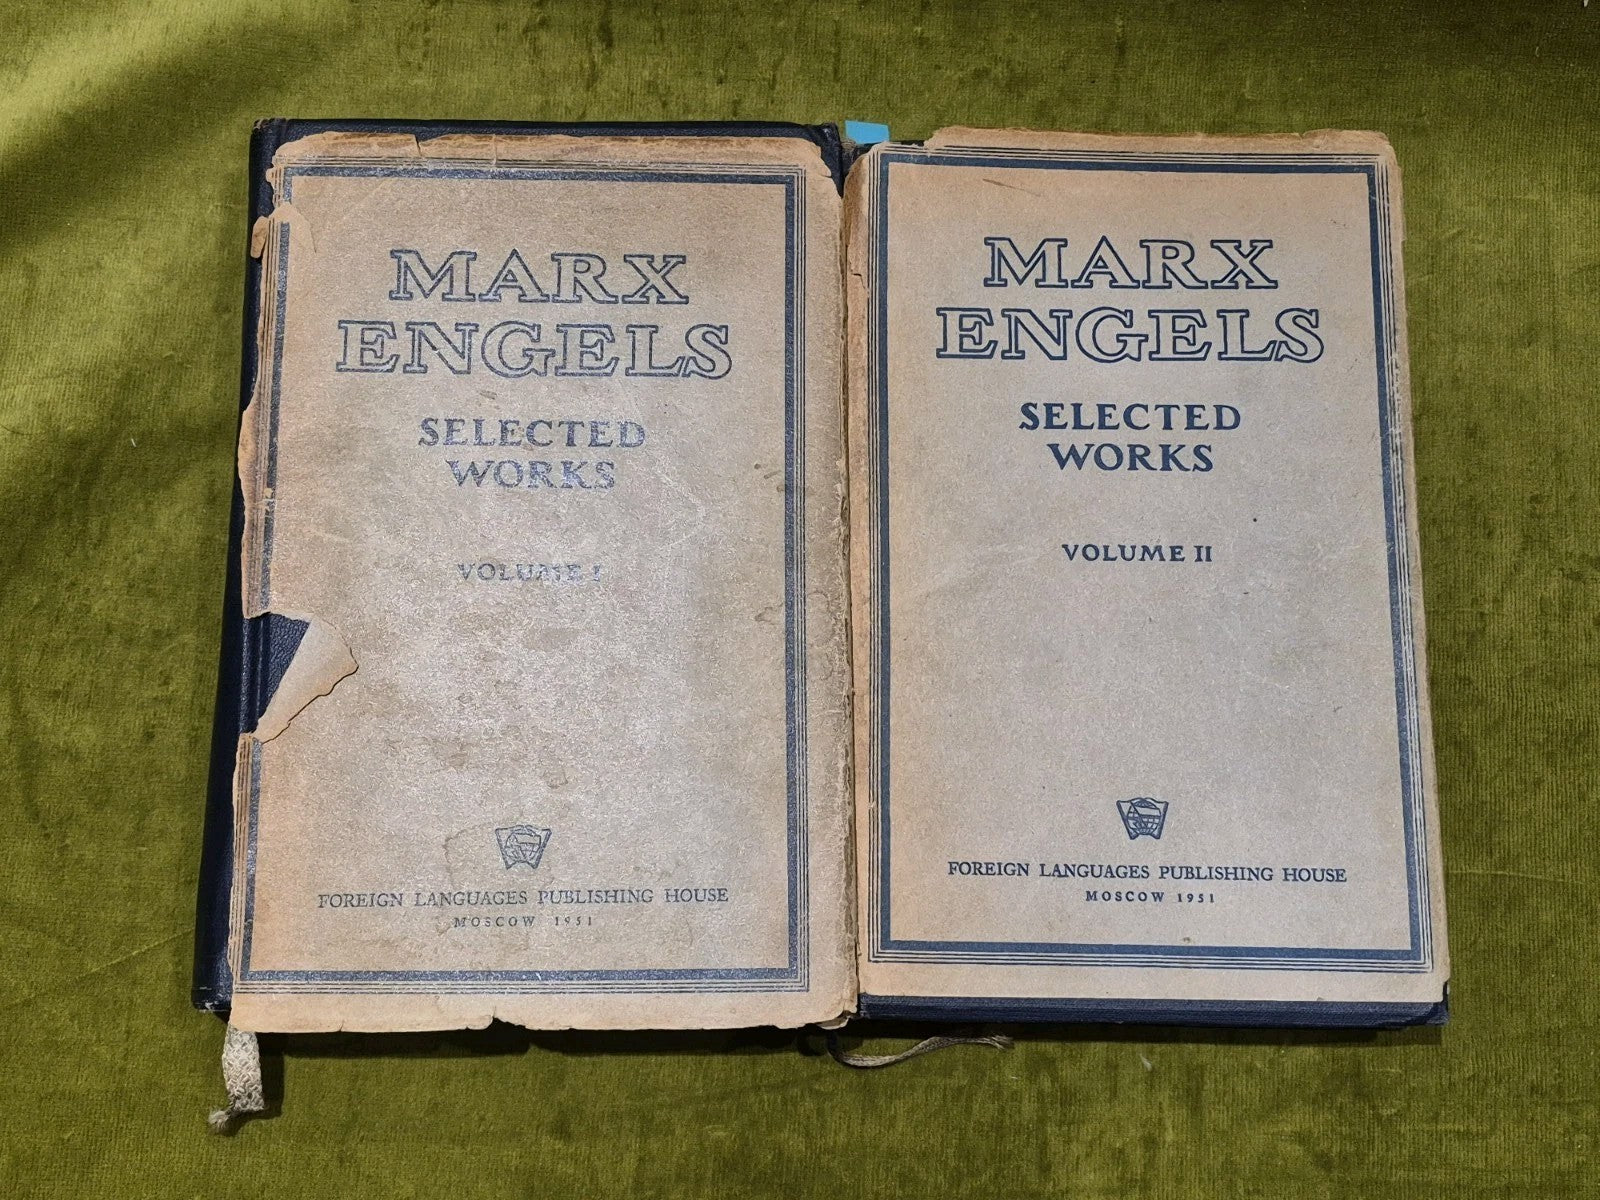 MARX
ENGELS
SELECTED
WORKS
VOLUME I
FOREIGN LANGUAGES PUBLISHING HOUSE
MOSCOW 1951
MARX
ENGELS
SELECTED
WORKS
VOLUME II
FOREIGN LANGUAGES PUBLISHING HOUSE
MOSCOW 1951